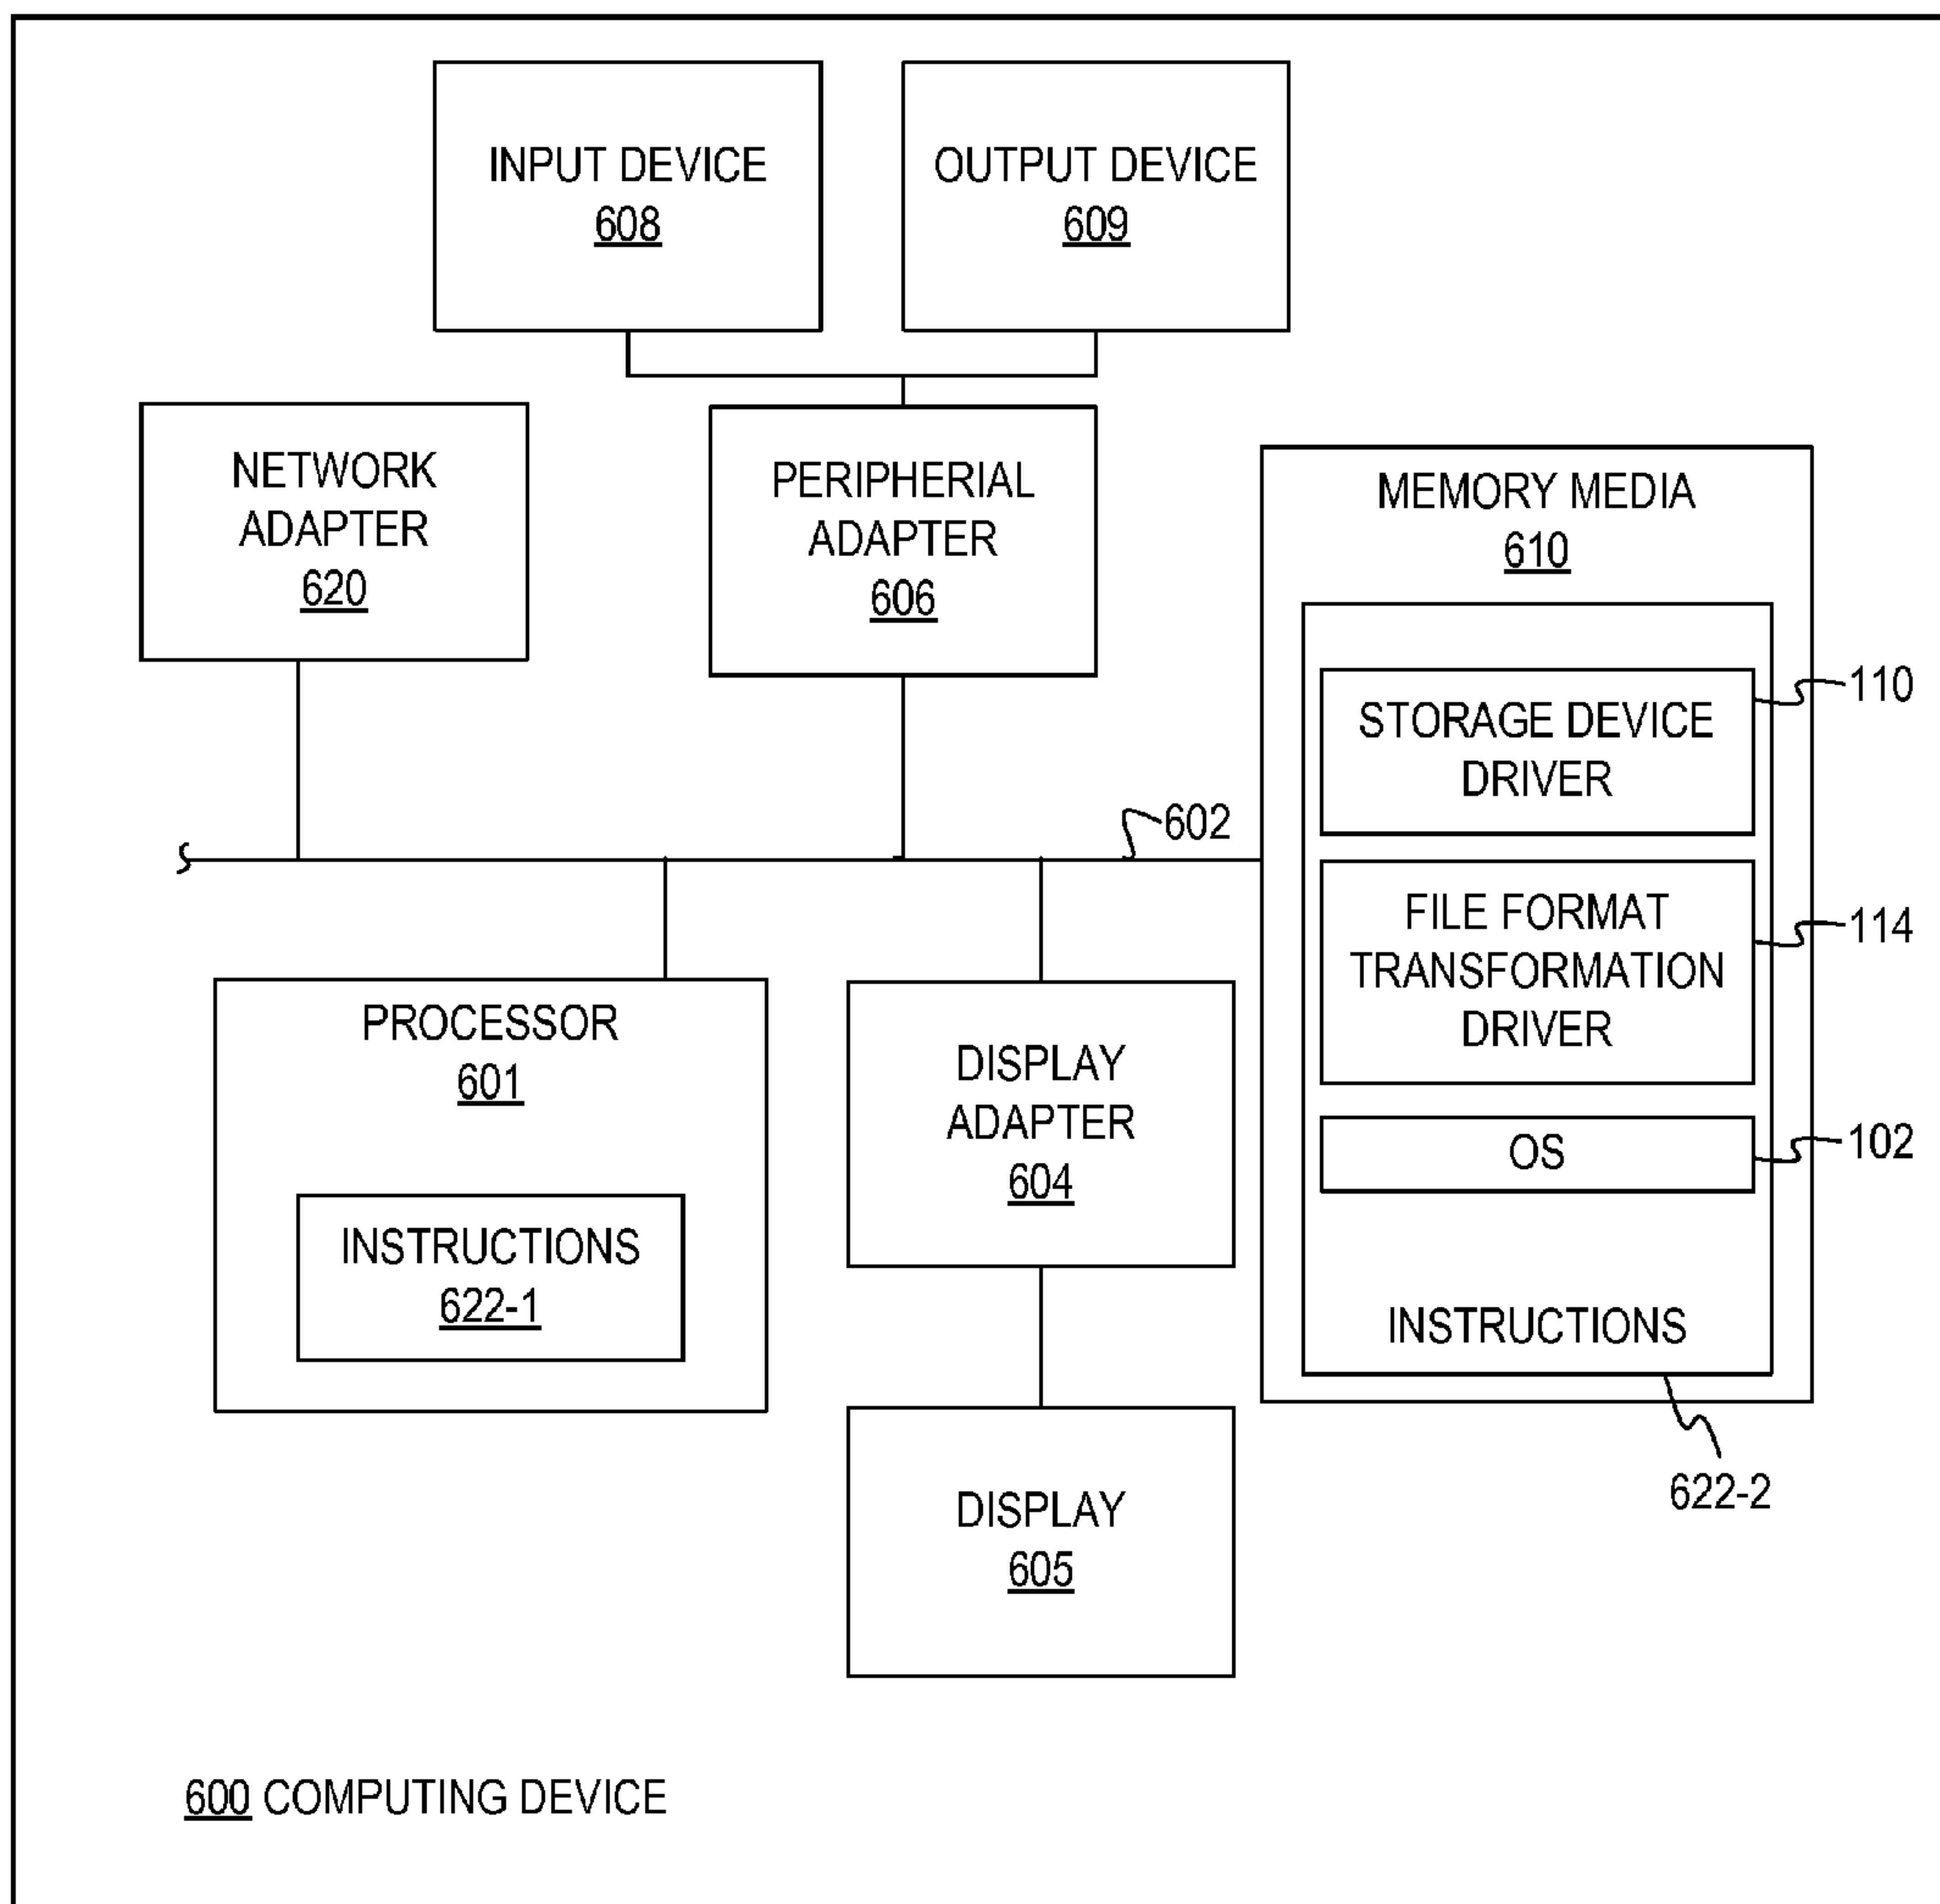 INPUT DEVICE
608
OUTPUT DEVICE
609
NETWORK
ADAPTER
620
PERIPHERIAL
ADAPTER
606
MEMORY MEDIA
610
STORAGE DEVICE
DRIVER
110
602
FILE FORMAT
TRANSFORMATION
DRIVER
114
OS
102
INSTRUCTIONS
622-2
PROCESSOR
601
INSTRUCTIONS
622-1
DISPLAY
ADAPTER
604
DISPLAY
605
600 COMPUTING DEVICE